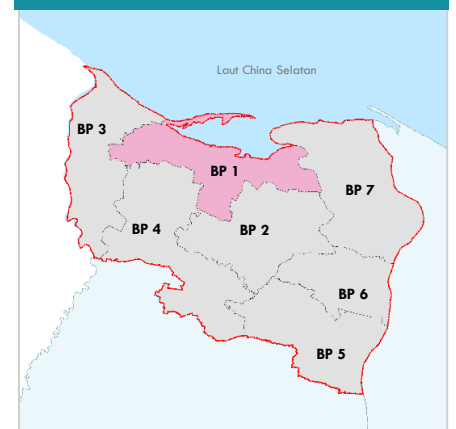 Laut China Selatan
BP 3
BP 1
BP 7
BP 4
BP 2
BP 6
BP 5